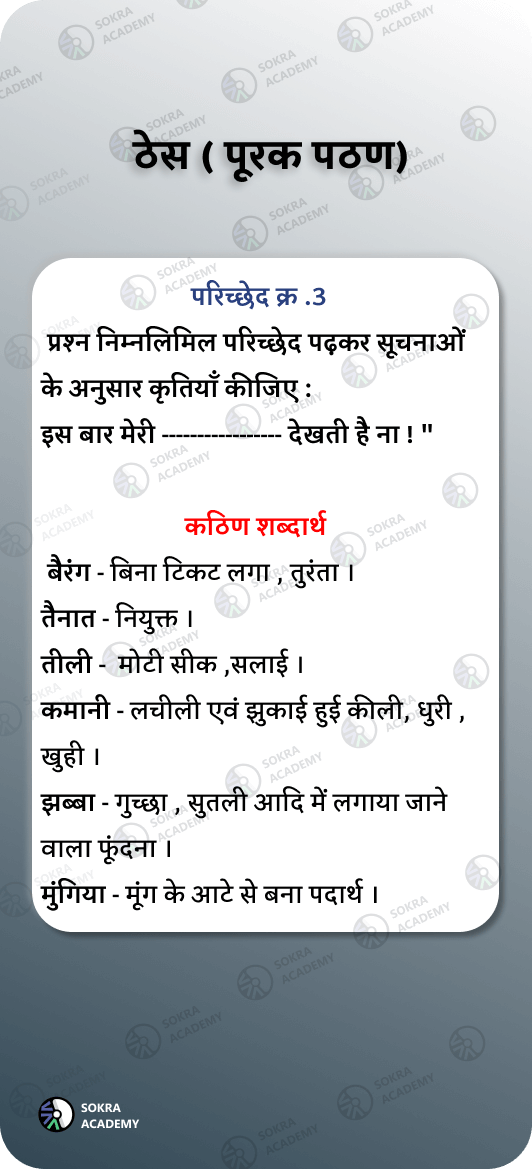 ठेस ( पूरक पठण)
परिच्छेद क्र .3
प्रश्न निम्नलिमिल परिच्छेद पढ़कर सूचनाओं
के अनुसार कृतियाँ कीजिए :
इस बार मेरी ----------------- देखती है ना ! "
कठिण शब्दार्थ
बैरंग - बिना टिकट लगा , तुरंता ।
तैनात - नियुक्त ।
तीली - मोटी सीक ,सलाई ।
कमानी - लचीली एवं झुकाई हुई कीली, धुरी ,
खुही ।
झब्बा - गुच्छा , सुतली आदि में लगाया जाने
वाला फूंदना ।
मुंगिया - मूंग के आटे से बना पदार्थ ।
SOKRA
ACADEMY